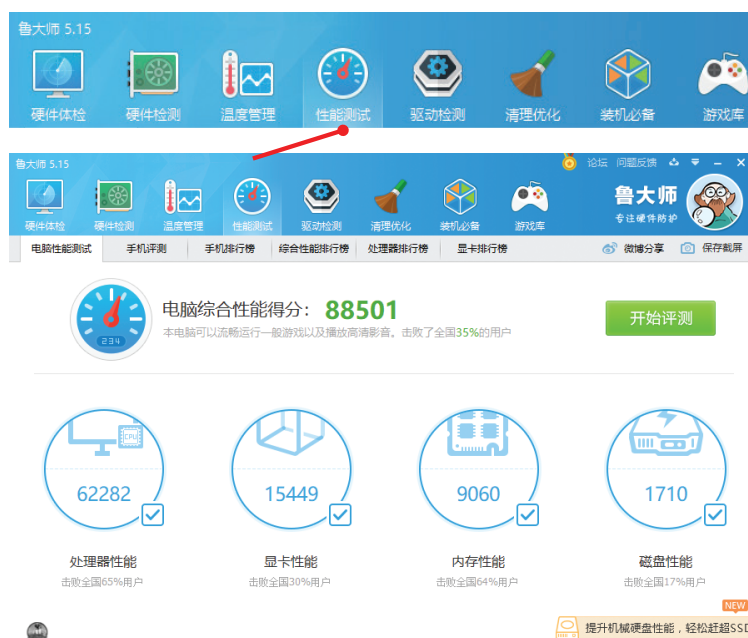 鲁大师 5.15
硬件体检 硬件检测 温度管理 性能测试 驱动检测 清理优化 装机必备 游戏库
鲁大师 5.15 论坛 问题反馈
硬件体检 硬件检测 温度管理 性能测试 驱动检测 清理优化 装机必备 游戏库
鲁大师
专注硬件防护
电脑性能测试 手机评测 手机排行榜 综合性能排行榜 处理器排行榜 显卡排行榜 微博分享 保存截屏
电脑综合性能得分: 88501
本电脑可以流畅运行一般游戏以及播放高清影音。击败了全国35%的用户
开始评测
234
CPU
62282 15449 9060 1710
处理器性能 显卡性能 内存性能 磁盘性能
击败全国65%用户 击败全国30%用户 击败全国64%用户 击败全国17%用户
NEW
提升机械硬盘性能，轻松赶超SSD